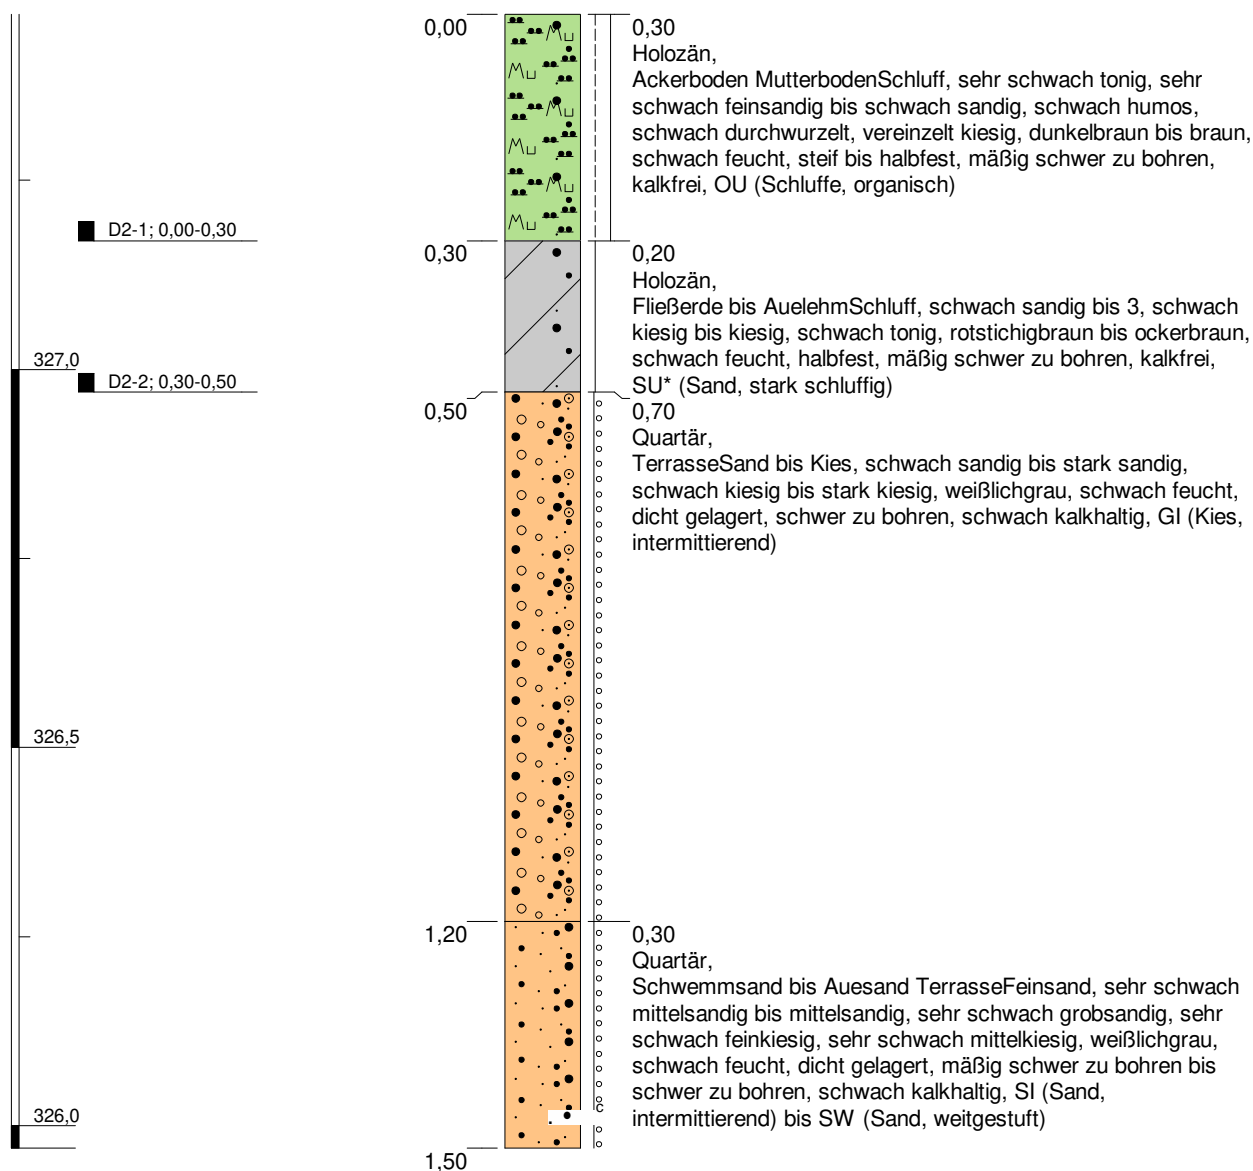 0,00
0,30
Holozän,
Ackerboden MutterbodenSchluff, sehr schwach tonig, sehr
schwach feinsandig bis schwach sandig, schwach humos,
schwach durchwurzelt, vereinzelt kiesig, dunkelbraun bis braun,
schwach feucht, steif bis halbfest, mäßig schwer zu bohren,
kalkfrei, OU (Schluffe, organisch)
D2-1; 0,00-0,30
0,30
0,20
Holozän,
Fließerde bis AuelehmSchluff, schwach sandig bis 3, schwach
kiesig bis kiesig, schwach tonig, rotstichigbraun bis ockerbraun,
schwach feucht, halbfest, mäßig schwer zu bohren, kalkfrei,
SU* (Sand, stark schluffig)
327,0
D2-2; 0,30-0,50
0,50
0,70
Quartär,
TerrasseSand bis Kies, schwach sandig bis stark sandig,
schwach kiesig bis stark kiesig, weißlichgrau, schwach feucht,
dicht gelagert, schwer zu bohren, schwach kalkhaltig, GI (Kies,
intermittierend)
326,5
1,20
0,30
Quartär,
Schwemmsand bis Auesand TerrasseFeinsand, sehr schwach
mittelsandig bis mittelsandig, sehr schwach grobsandig, sehr
schwach feinkiesig, sehr schwach mittelkiesig, weißlichgrau,
schwach feucht, dicht gelagert, mäßig schwer zu bohren bis
schwer zu bohren, schwach kalkhaltig, SI (Sand,
intermittierend) bis SW (Sand, weitgestuft)
326,0
1,50